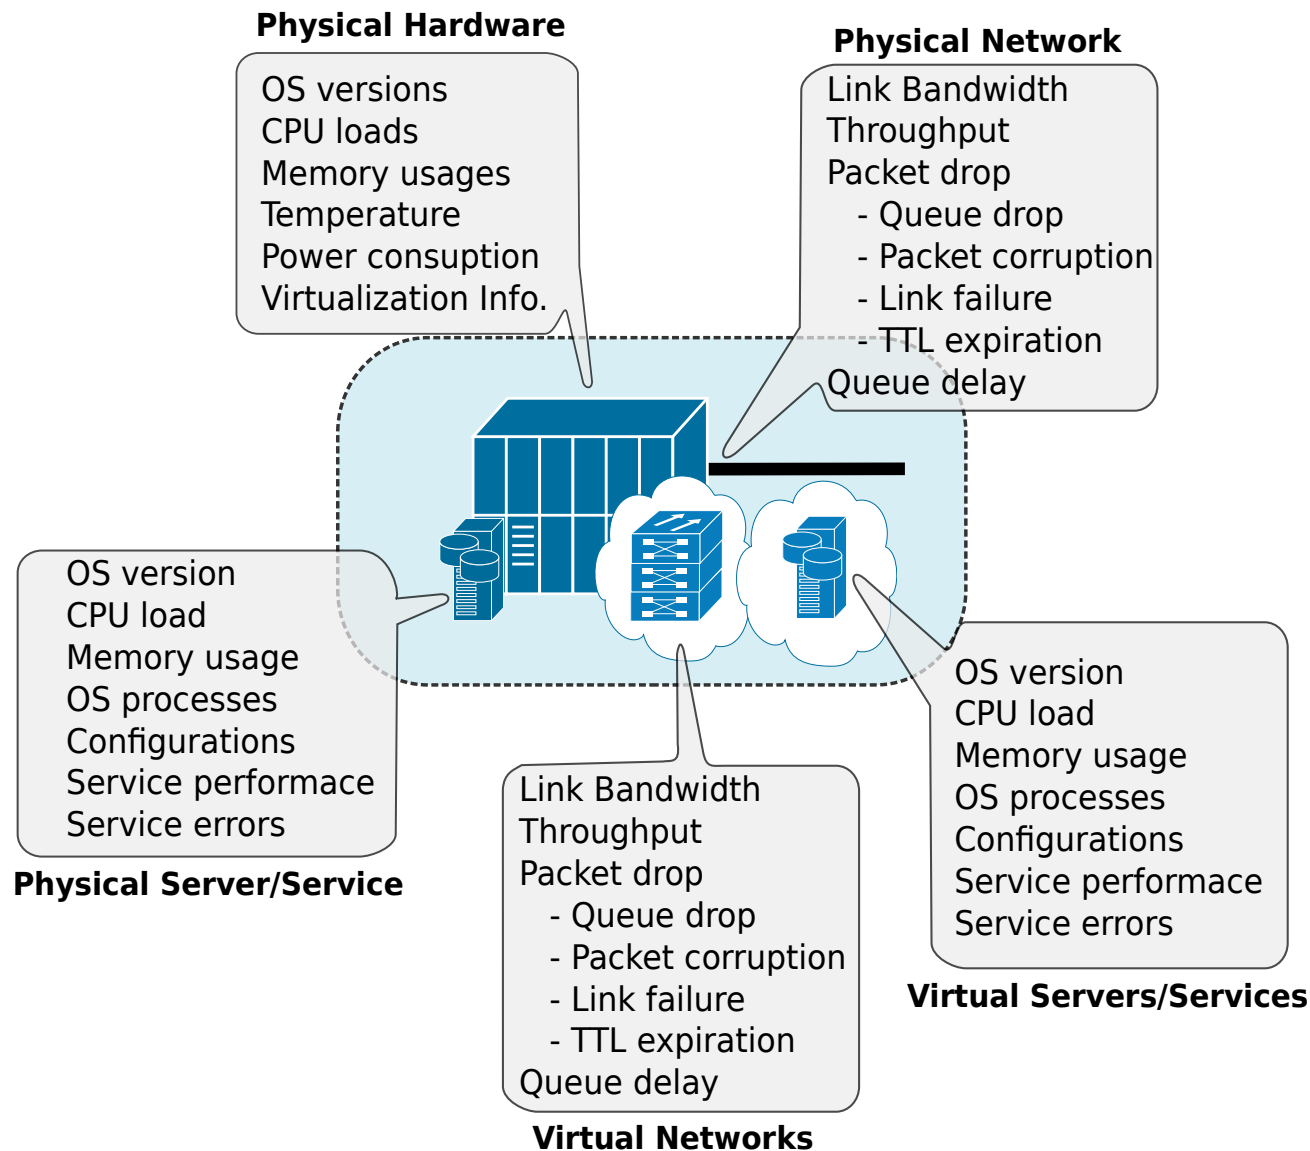 Physical Hardware
OS versions
CPU loads
Memory usages
Temperature
Power consuption
Virtualization Info.
Physical Network
Link Bandwidth
Throughput
Packet drop
- Queue drop
- Packet corruption
- Link failure
- TTL expiration
Queue delay
OS version
CPU load
Memory usage
OS processes
Configurations
Service performace
Service errors
Physical Server/Service
Link Bandwidth
Throughput
Packet drop
- Queue drop
- Packet corruption
- Link failure
- TTL expiration
Queue delay
Virtual Networks
OS version
CPU load
Memory usage
OS processes
Configurations
Service performace
Service errors
Virtual Servers/Services